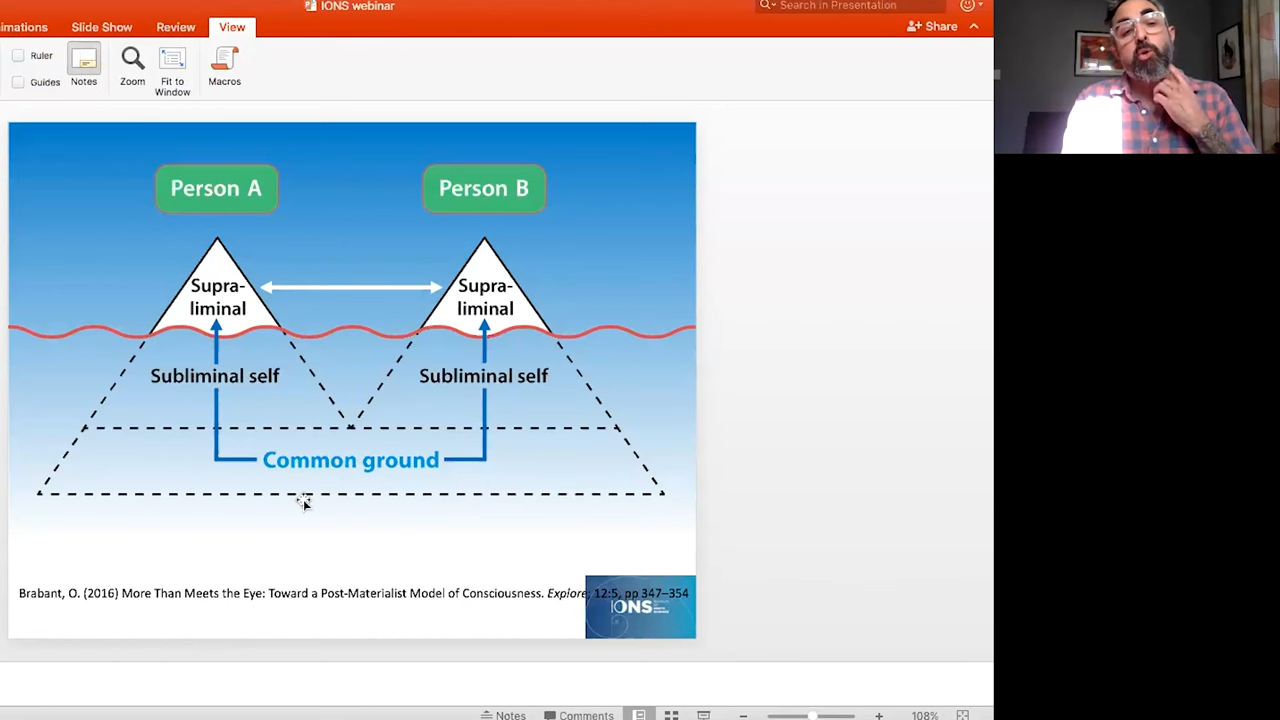 IONS webinar
Search in Presentation
imations Slide Show Review View
Share
Ruler
Guides
Notes
Zoom
Fit to
Window
Macros
Person A
Person B
Supra-
liminal
Supra-
liminal
Subliminal self
Subliminal self
Common ground
Brabant, O. (2016) More Than Meets the Eye: Toward a Post-Materialist Model of Consciousness. Explore; 12:5, pp 347–354
IONS
Notes Comments 108%